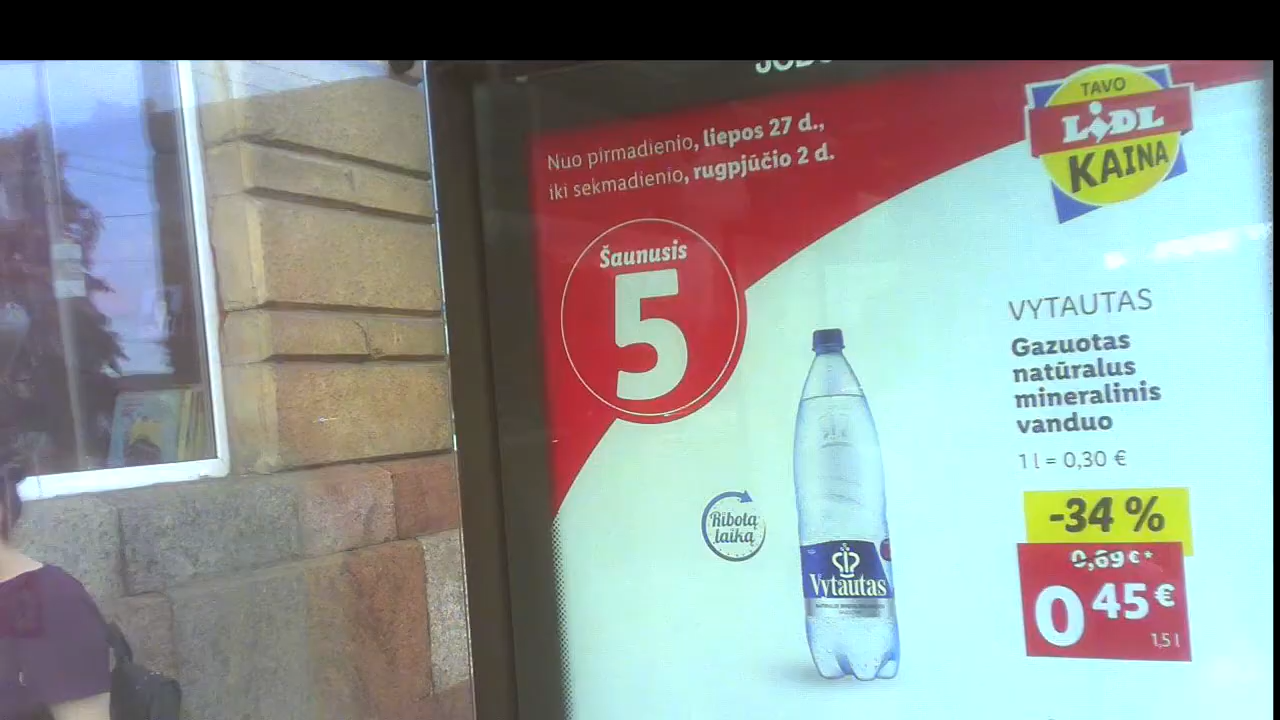 Nuo pirmadienio, liepos 27 d.,
iki sekmadienio, rugpjūčio 2 d.
TAVO
LIDL
KAINA
Šaunusis
5
VYTAUTAS
Gazuotas
natūralus
mineralinis
vanduo
1 l = 0,30 €
Ribotą
laiką
Vytautas
-34 %
0,69 €*
0 45 €
1,5 l